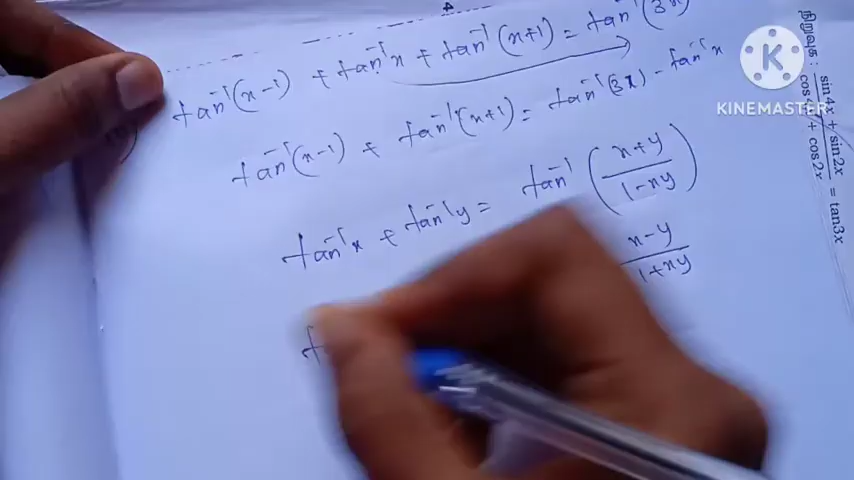 tan⁻¹(x-1) + tan⁻¹x + tan⁻¹(x+1) = tan⁻¹(3x)
tan⁻¹(x-1) + tan⁻¹(x+1) = tan⁻¹(3x) - tan⁻¹x
tan⁻¹x + tan⁻¹y = tan⁻¹((x+y)/(1-xy))
(x-y)/(1+xy)
நிறுவுக: (sin4x + sin2x)/(cos4x + cos2x) = tan3x
KINEMASTER